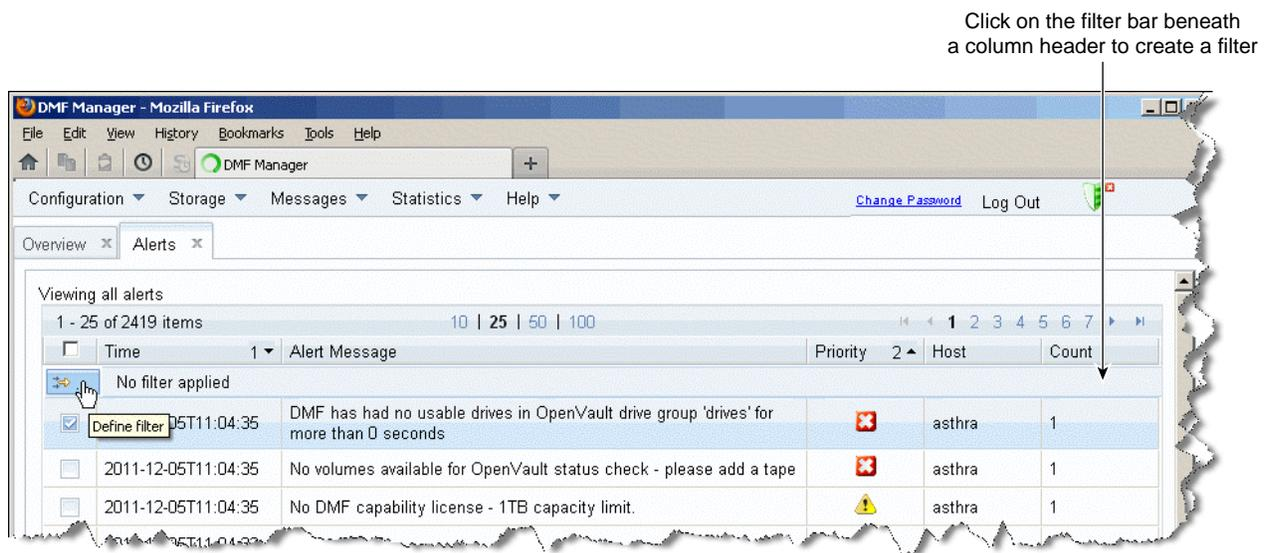 Click on the filter bar beneath
a column header to create a filter
DMF Manager - Mozilla Firefox
File Edit View History Bookmarks Tools Help
DMF Manager
Configuration Storage Messages Statistics Help Change Password Log Out
Overview x Alerts x
Viewing all alerts
1 - 25 of 2419 items 10 | 25 | 50 | 100 1 2 3 4 5 6 7
Time 1 Alert Message Priority 2 Host Count
... No filter applied
Define filter 05T11:04:35 DMF has had no usable drives in OpenVault drive group 'drives' for
more than 0 seconds asthra 1
2011-12-05T11:04:35 No volumes available for OpenVault status check - please add a tape asthra 1
2011-12-05T11:04:35 No DMF capability license - 1TB capacity limit. asthra 1